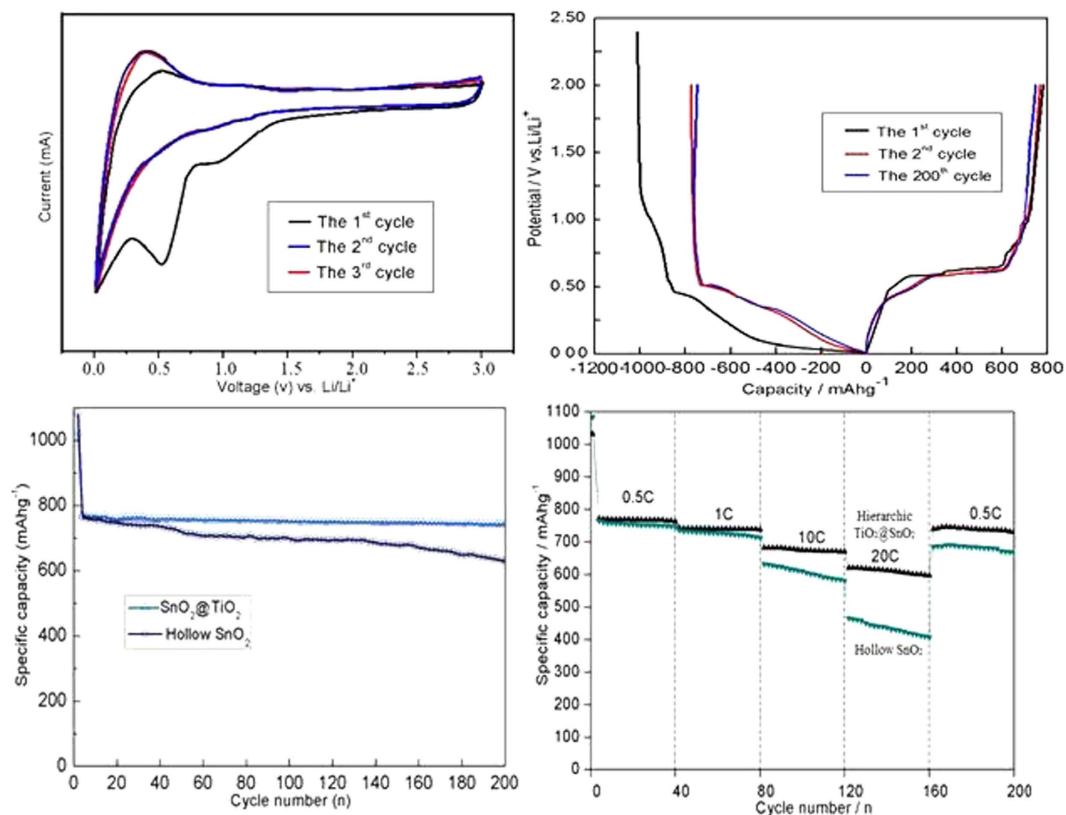 Current (mA)
The 1st cycle
The 2nd cycle
The 3rd cycle
0.0 0.5 1.0 1.5 2.0 2.5 3.0
Voltage (v) vs. Li/Li+
Potential / V vs.Li/Li+
2.50
2.00
1.50
1.00
0.50
0 00
The 1st cycle
The 2nd cycle
The 200th cycle
-1200 -1000 -800 -600 -400 -200 0 200 400 600 800
Capacity / mAhg-1
Specific capacity (mAhg-1)
1000
800
600
400
200
0
SnO2@TiO2
Hollow SnO2
0 20 40 60 80 100 120 140 160 180 200
Cycle number (n)
Specific capacity / mAhg-1
1100
1000
900
800
700
600
500
400
300
200
100
0
0.5C
1C
10C
20C
0.5C
Hierarchic
TiO2@SnO2
Hollow SnO2
0 40 80 120 160 200
Cycle number / n